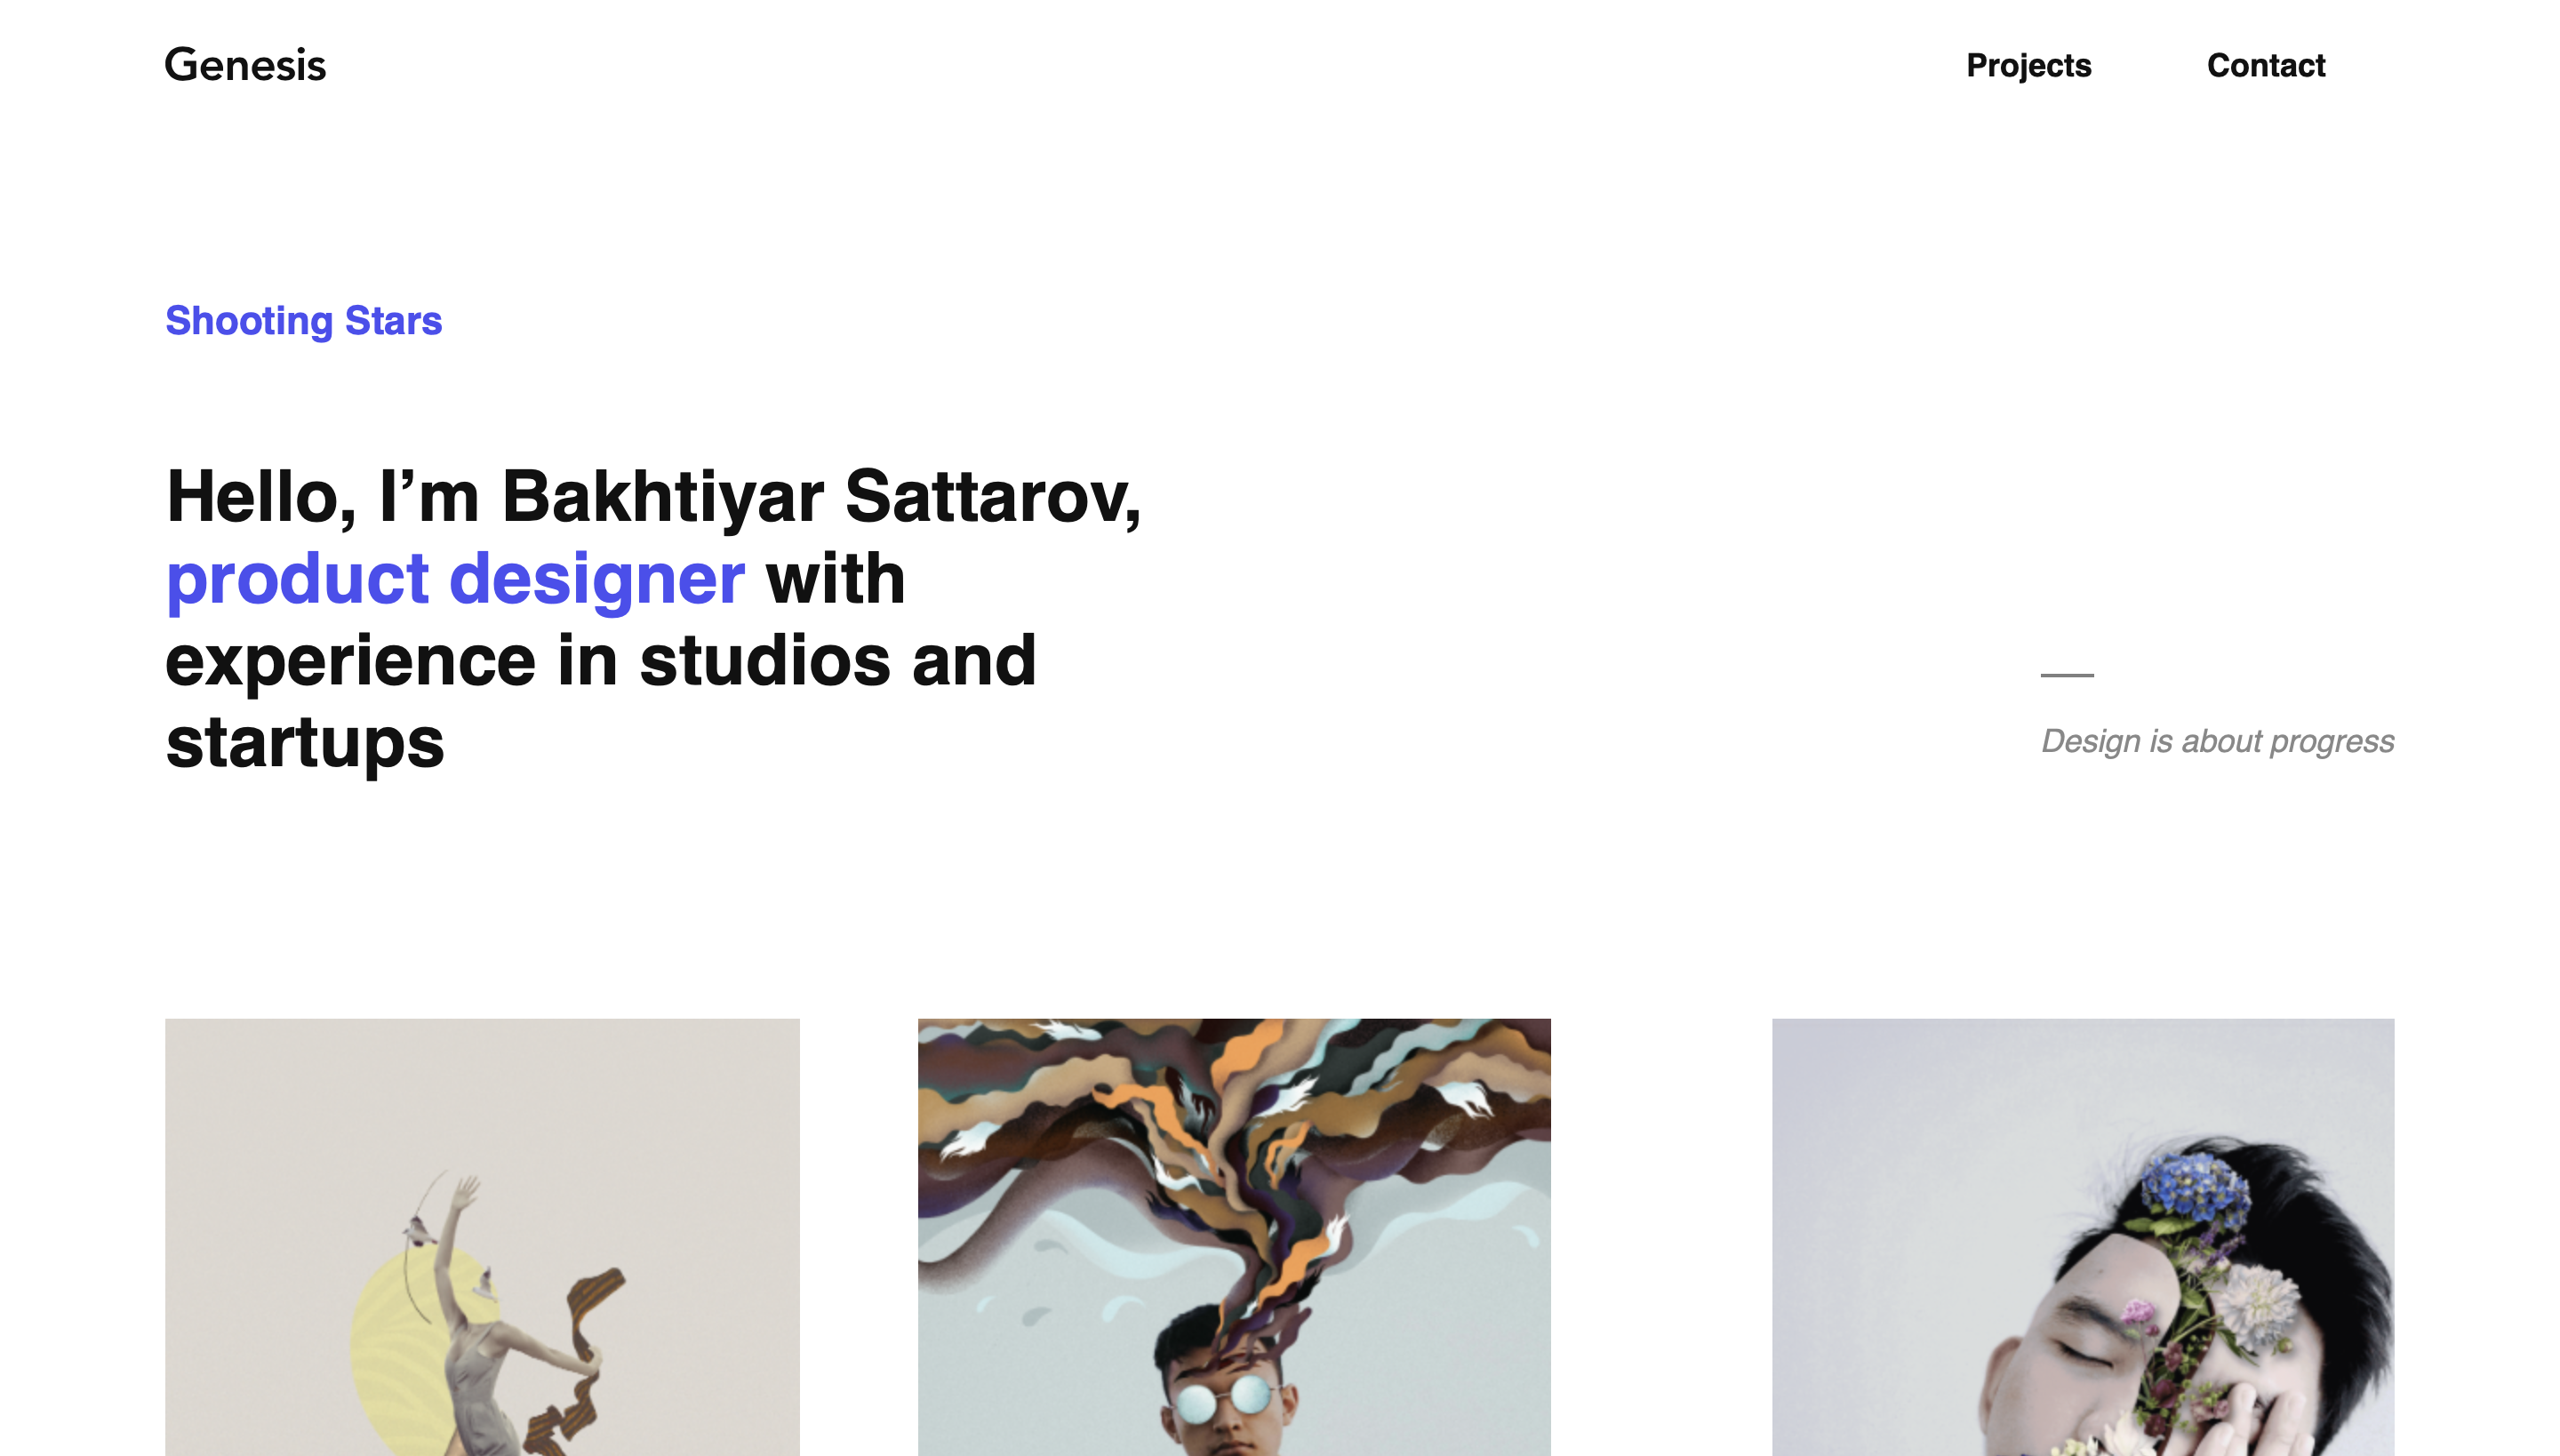 Genesis
Projects
Contact
Shooting Stars
Hello, I’m Bakhtiyar Sattarov,
product designer with
experience in studios and
startups
Design is about progress